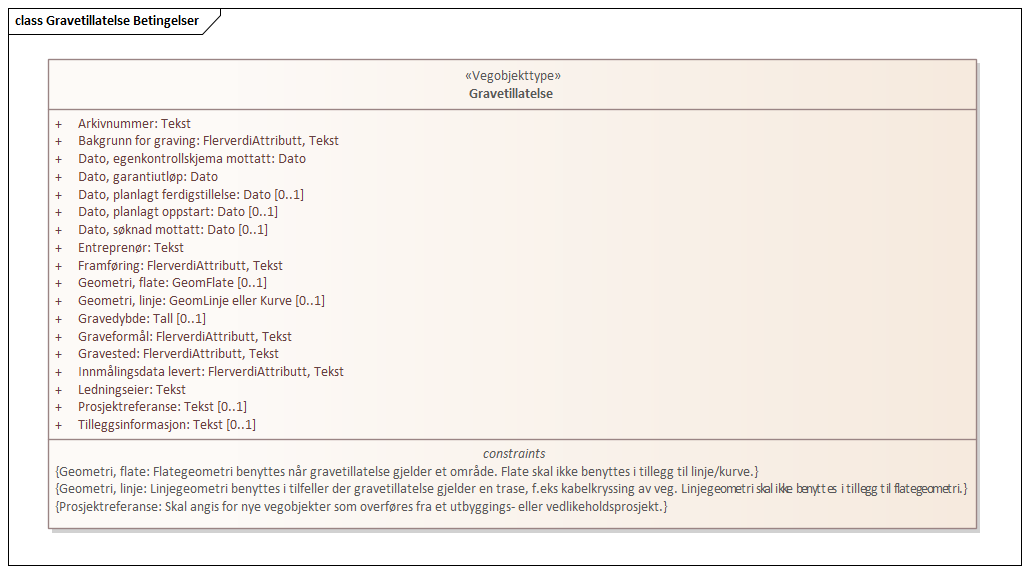 class Gravetillatelse Betingelser
«Vegobjekttype»
Gravetillatelse
+ Arkivnummer: Tekst
+ Bakgrunn for graving: FlerverdiAttributt, Tekst
+ Dato, egenkontrollskjema mottatt: Dato
+ Dato, garantiutløp: Dato
+ Dato, planlagt ferdigstillelse: Dato [0..1]
+ Dato, planlagt oppstart: Dato [0..1]
+ Dato, søknad mottatt: Dato [0..1]
+ Entreprenør: Tekst
+ Framføring: FlerverdiAttributt, Tekst
+ Geometri, flate: GeomFlate [0..1]
+ Geometri, linje: GeomLinje eller Kurve [0..1]
+ Gravedybde: Tall [0..1]
+ Graveformål: FlerverdiAttributt, Tekst
+ Gravested: FlerverdiAttributt, Tekst
+ Innmålingsdata levert: FlerverdiAttributt, Tekst
+ Ledningseier: Tekst
+ Prosjektreferanse: Tekst [0..1]
+ Tilleggsinformasjon: Tekst [0..1]
constraints
{Geometri, flate: Flategeometri benyttes når gravetillatelse gjelder et område. Flate skal ikke benyttes i tillegg til linje/kurve.}
{Geometri, linje: Linjegeometri benyttes i tilfeller der gravetillatelse gjelder en trase, f.eks kabelkryssing av veg. Linjegeometri skal ikke benyttes i tillegg til flategeometri.}
{Prosjektreferanse: Skal angis for nye vegobjekter som overføres fra et utbyggings- eller vedlikeholdsprosjekt.}